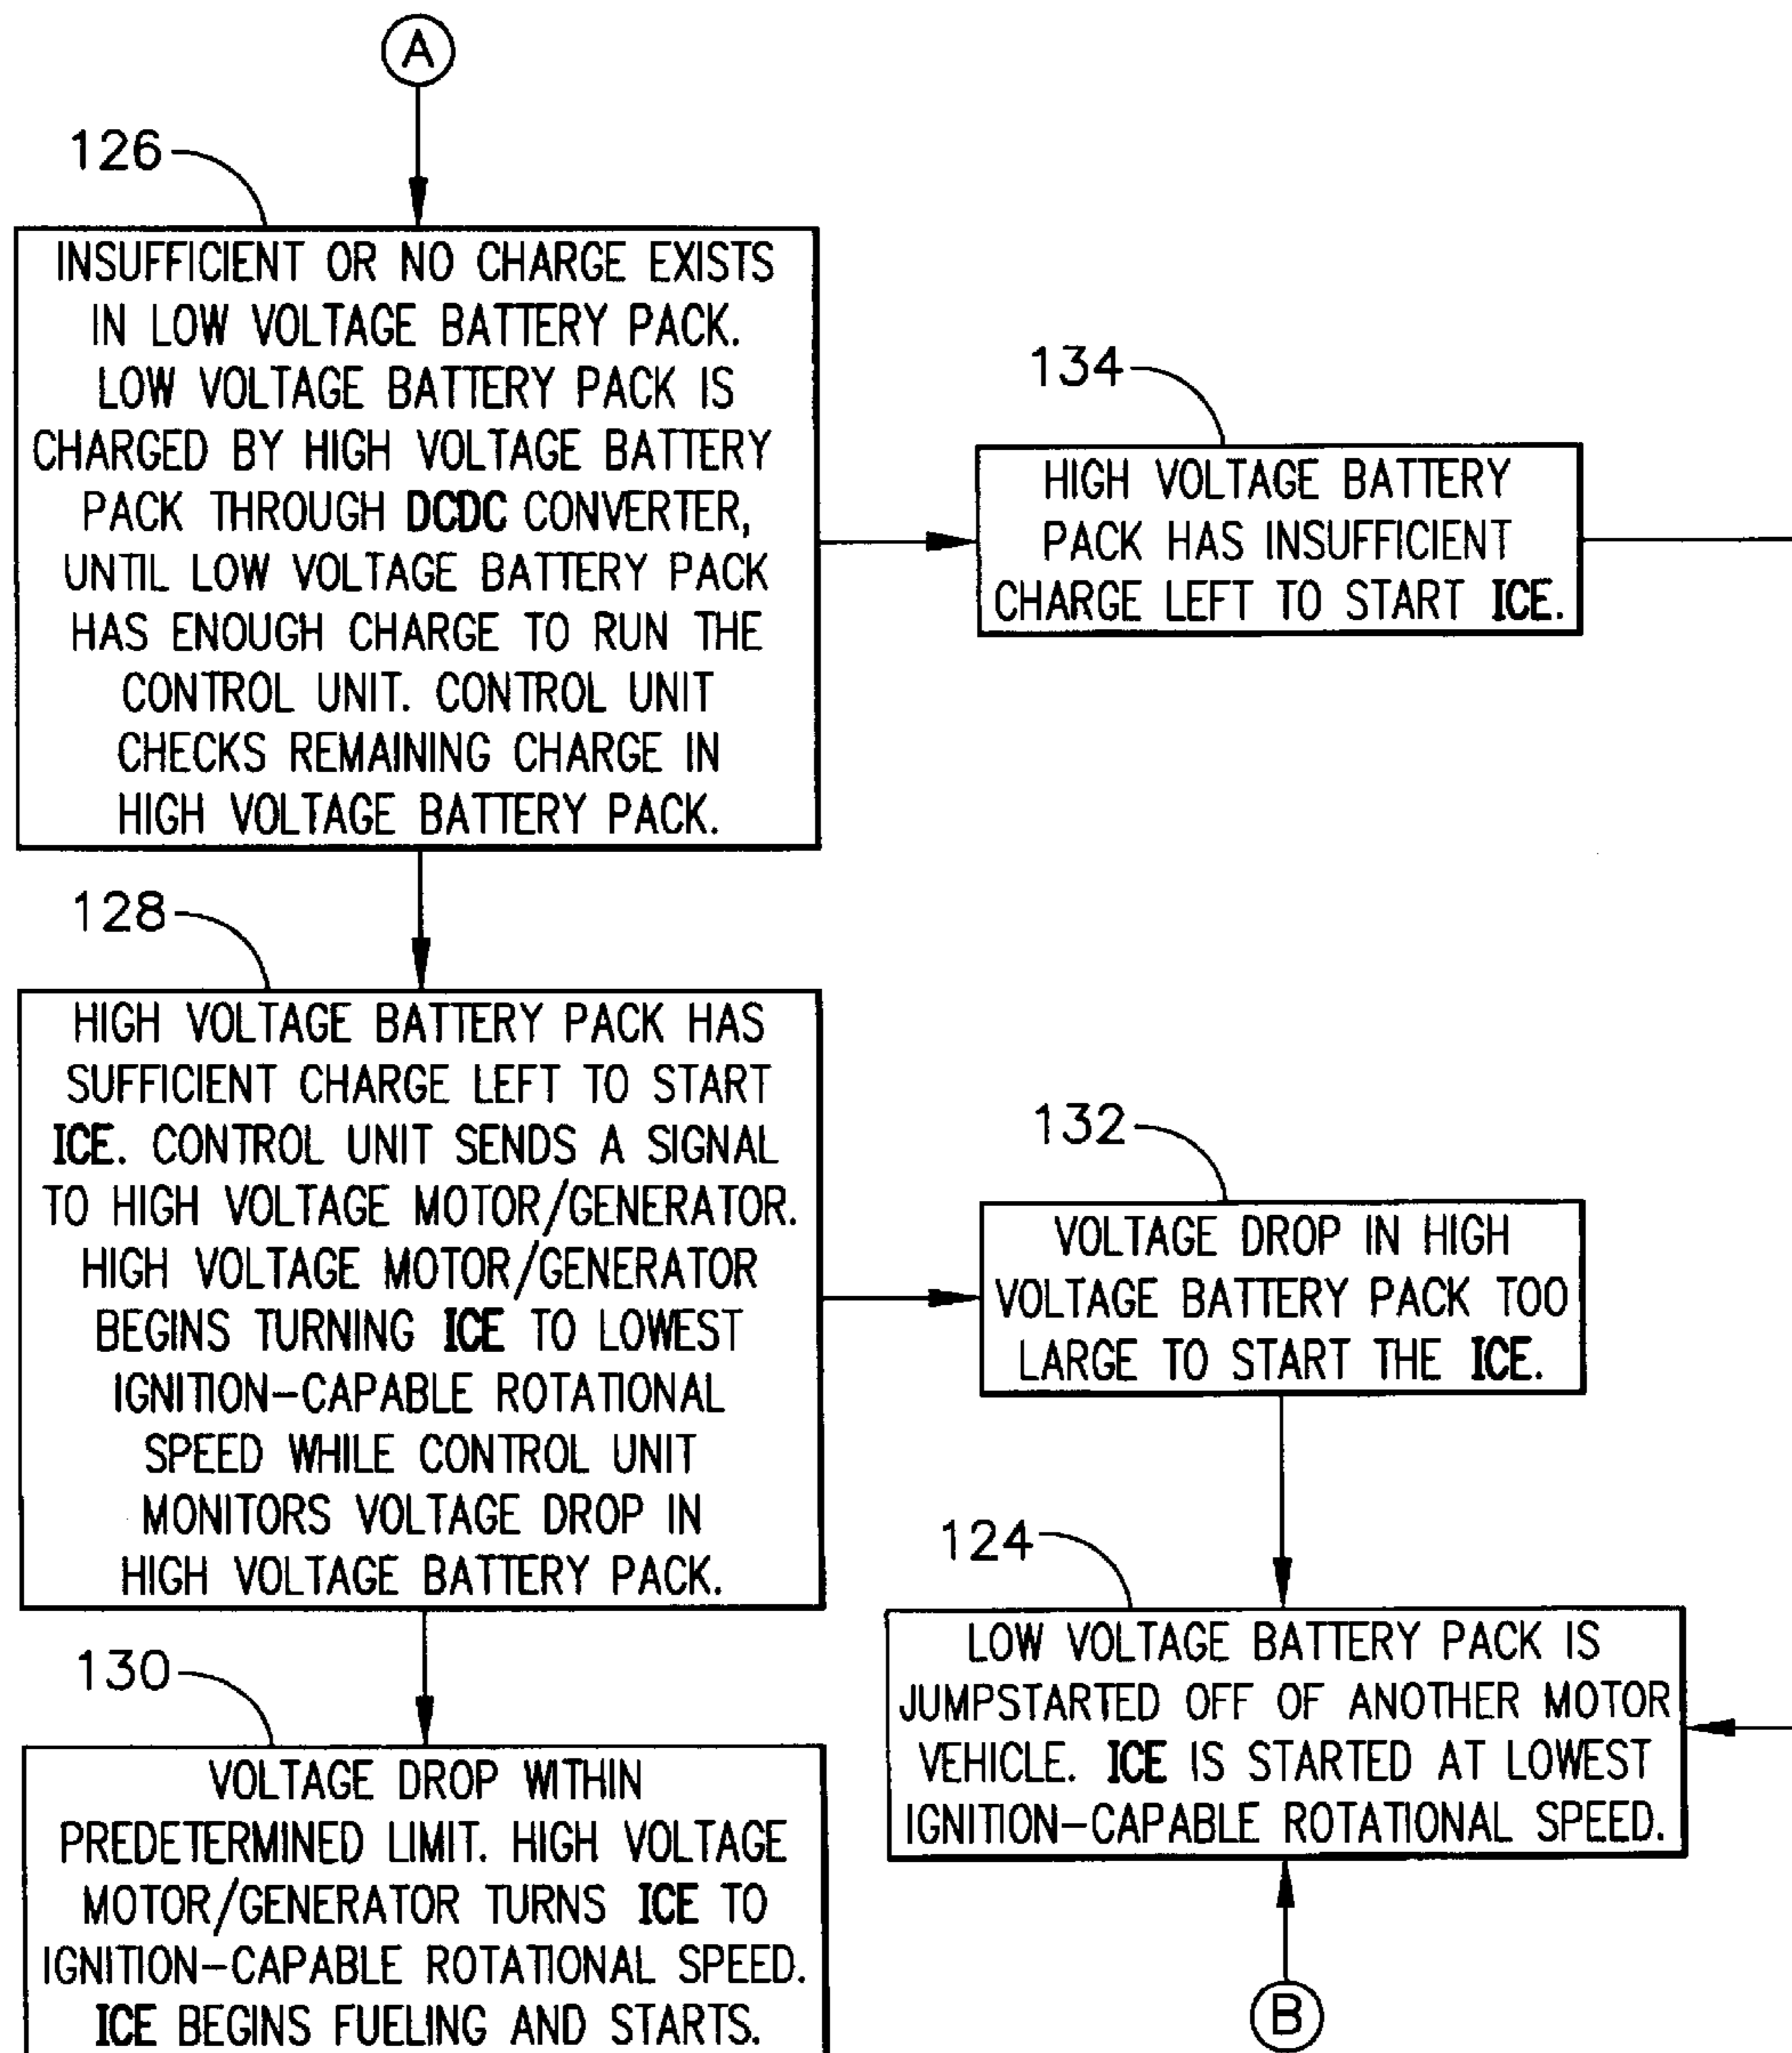 A
126
INSUFFICIENT OR NO CHARGE EXISTS
IN LOW VOLTAGE BATTERY PACK.
LOW VOLTAGE BATTERY PACK IS
CHARGED BY HIGH VOLTAGE BATTERY
PACK THROUGH DCDC CONVERTER,
UNTIL LOW VOLTAGE BATTERY PACK
HAS ENOUGH CHARGE TO RUN THE
CONTROL UNIT. CONTROL UNIT
CHECKS REMAINING CHARGE IN
HIGH VOLTAGE BATTERY PACK.
134
HIGH VOLTAGE BATTERY
PACK HAS INSUFFICIENT
CHARGE LEFT TO START ICE.
128
HIGH VOLTAGE BATTERY PACK HAS
SUFFICIENT CHARGE LEFT TO START
ICE. CONTROL UNIT SENDS A SIGNAL
TO HIGH VOLTAGE MOTOR/GENERATOR.
HIGH VOLTAGE MOTOR/GENERATOR
BEGINS TURNING ICE TO LOWEST
IGNITION-CAPABLE ROTATIONAL
SPEED WHILE CONTROL UNIT
MONITORS VOLTAGE DROP IN
HIGH VOLTAGE BATTERY PACK.
132
VOLTAGE DROP IN HIGH
VOLTAGE BATTERY PACK TOO
LARGE TO START THE ICE.
130
VOLTAGE DROP WITHIN
PREDETERMINED LIMIT. HIGH VOLTAGE
MOTOR/GENERATOR TURNS ICE TO
IGNITION-CAPABLE ROTATIONAL SPEED.
ICE BEGINS FUELING AND STARTS.
124
LOW VOLTAGE BATTERY PACK IS
JUMPSTARTED OFF OF ANOTHER MOTOR
VEHICLE. ICE IS STARTED AT LOWEST
IGNITION-CAPABLE ROTATIONAL SPEED.
B